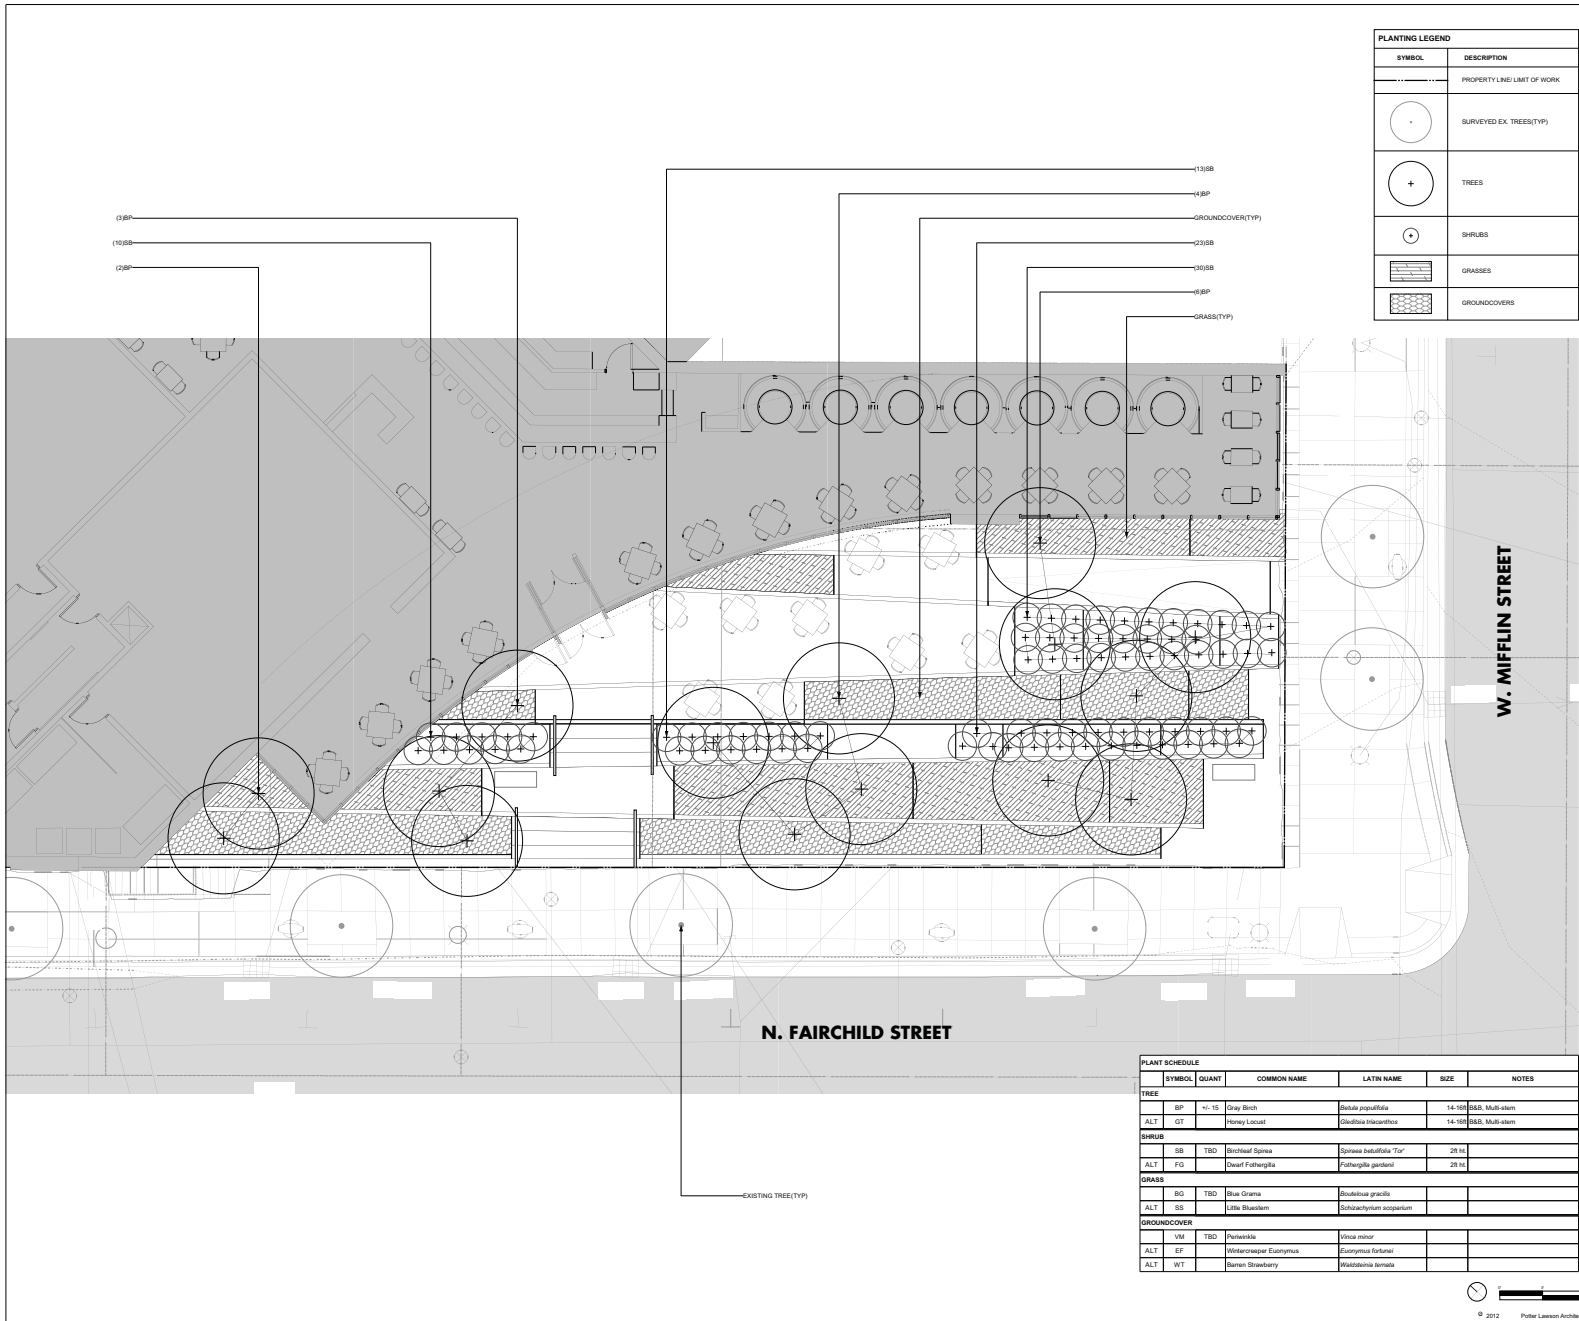 PLANTING LEGEND
SYMBOL DESCRIPTION
PROPERTY LINE/ LIMIT OF WORK
SURVEYED EX. TREES(TYP)
TREES
SHRUBS
GRASSES
GROUNDCOVERS
(13)SB
(4)BP
GROUNDCOVER(TYP)
(23)SB
(30)SB
(6)BP
GRASS(TYP)
(3)BP
(10)SB
(2)BP
W. MIFFLIN STREET
N. FAIRCHILD STREET
EXISTING TREE(TYP)
PLANT SCHEDULE
SYMBOL QUANT COMMON NAME LATIN NAME SIZE NOTES
TREE
BP +/- 15 Gray Birch Betula populifolia 14-16ft B&B, Multi-stem
ALT GT Honey Locust Gleditsia triacanthos 14-16ft B&B, Multi-stem
SHRUB
SB TBD Birchleaf Spirea Spiraea betulifolia 'Tor' 2ft ht.
ALT FG Dwarf Fothergilla Fothergilla gardenii 2ft ht.
GRASS
BG TBD Blue Grama Bouteloua gracilis
ALT SS Little Bluestem Schizachyrium scoparium
GROUNDCOVER
VM TBD Periwinkle Vinca minor
ALT EF Wintercreeper Euonymus Euonymus fortunei
ALT WT Barren Strawberry Waldsteinia ternata
© 2012 Potter Lawson Archite